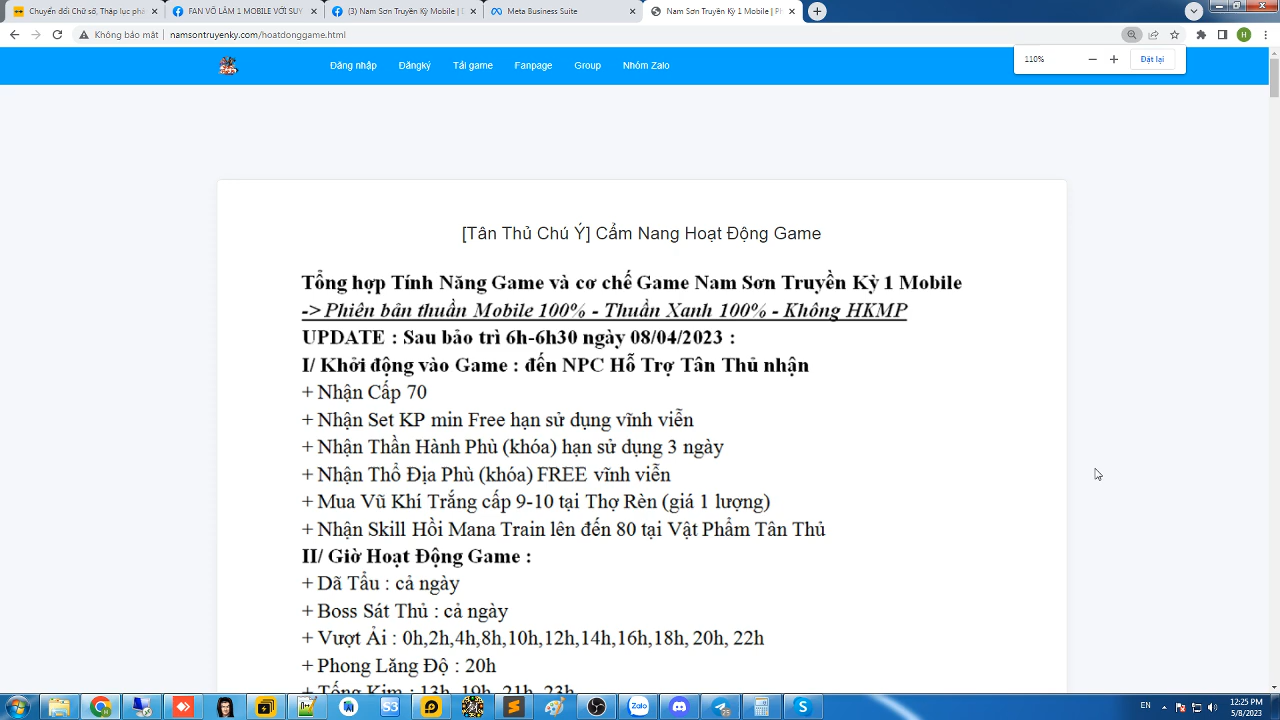 Chuyển đổi Chữ số, Thập lục phâ
FAN VÕ LÂM 1 MOBILE VỚI SUY
(3) Nam Sơn Truyền Kỳ Mobile |
Meta Business Suite
Nam Sơn Truyền Kỳ 1 Mobile | Ph
Không bảo mật | namsontruyenky.com/hoatdonggame.html
Đăng nhập Đăngký Tải game Fanpage Group Nhóm Zalo
110% Đặt lại
[Tân Thủ Chú Ý] Cẩm Nang Hoạt Động Game
Tổng hợp Tính Năng Game và cơ chế Game Nam Sơn Truyền Kỳ 1 Mobile
-> Phiên bản thuần Mobile 100% - Thuần Xanh 100% - Không HKMP
UPDATE : Sau bảo trì 6h-6h30 ngày 08/04/2023 :
I/ Khởi động vào Game : đến NPC Hỗ Trợ Tân Thủ nhận
+ Nhận Cấp 70
+ Nhận Set KP min Free hạn sử dụng vĩnh viễn
+ Nhận Thần Hành Phù (khóa) hạn sử dụng 3 ngày
+ Nhận Thổ Địa Phù (khóa) FREE vĩnh viễn
+ Mua Vũ Khí Trắng cấp 9-10 tại Thợ Rèn (giá 1 lượng)
+ Nhận Skill Hồi Mana Train lên đến 80 tại Vật Phẩm Tân Thủ
II/ Giờ Hoạt Động Game :
+ Dã Tẩu : cả ngày
+ Boss Sát Thủ : cả ngày
+ Vượt Ải : 0h,2h,4h,8h,10h,12h,14h,16h,18h, 20h, 22h
+ Phong Lăng Độ : 20h
+ Tống Kim : 13h, 19h, 21h, 23h
EN
12:25 PM
5/8/2023